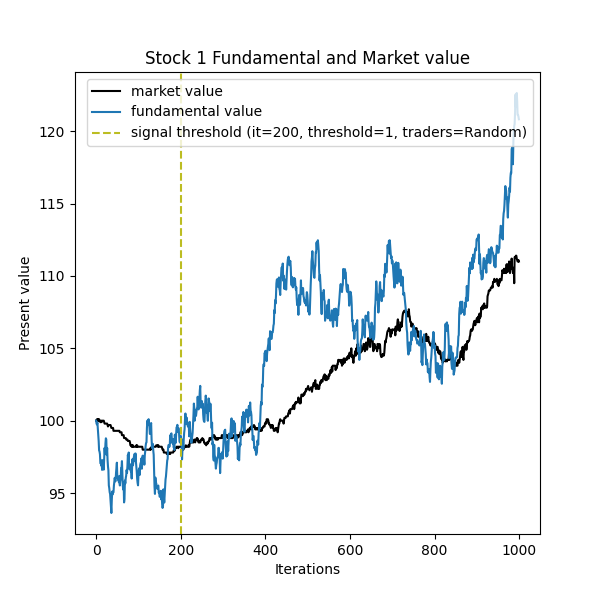 Stock 1 Fundamental and Market value
market value
fundamental value
signal threshold (it=200, threshold=1, traders=Random)
120
115
110
105
100
95
Present value
0 200 400 600 800 1000
Iterations